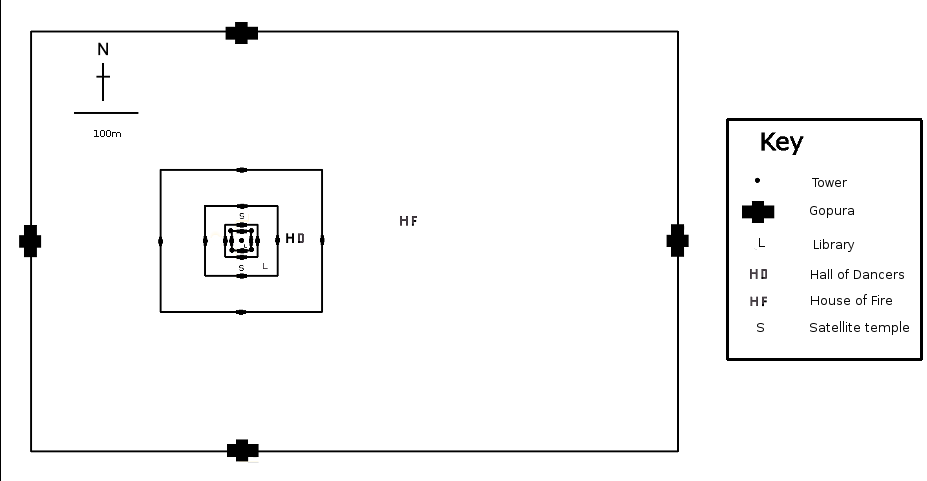 N
100m
S
L
HD
S
L
HF
Key
Tower
Gopura
L Library
HD Hall of Dancers
HF House of Fire
S Satellite temple